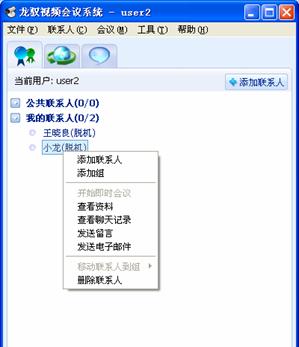 龙驭视频会议系统 - user2
文件(F) 联系人(C) 会议(M) 工具(T) 帮助(H)
当前用户: user2 添加联系人
公共联系人(0/0)
我的联系人(0/2)
王晓良(脱机)
小龙(脱机)
添加联系人
添加组
开始即时会议
查看资料
查看聊天记录
发送留言
发送电子邮件
移动联系人到组
删除联系人